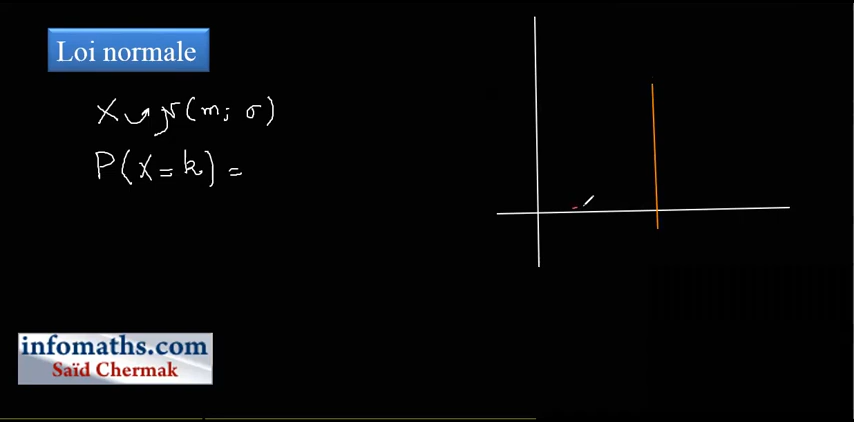 Loi normale
X ↪ 𝒩(m; σ)
P(X = k) =
infomaths.com
Saïd Chermak